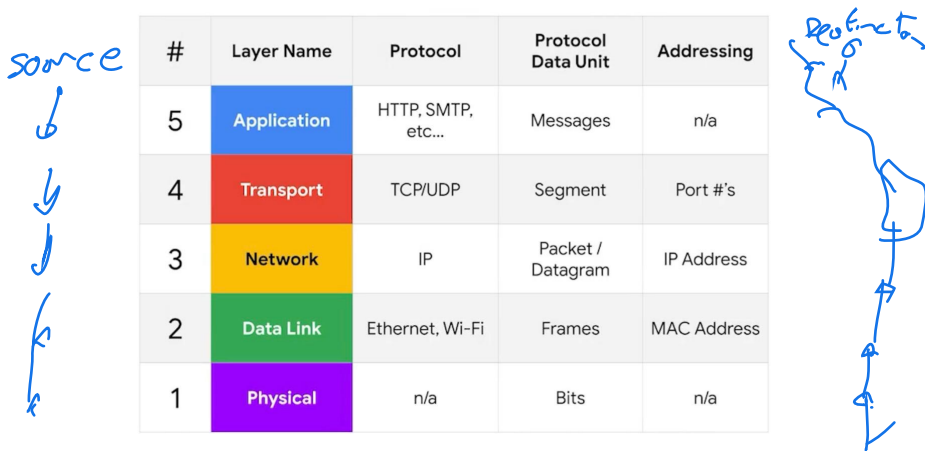 source
# Layer Name Protocol Protocol Data Unit Addressing
5 Application HTTP, SMTP, etc... Messages n/a
4 Transport TCP/UDP Segment Port #'s
3 Network IP Packet / Datagram IP Address
2 Data Link Ethernet, Wi-Fi Frames MAC Address
1 Physical n/a Bits n/a